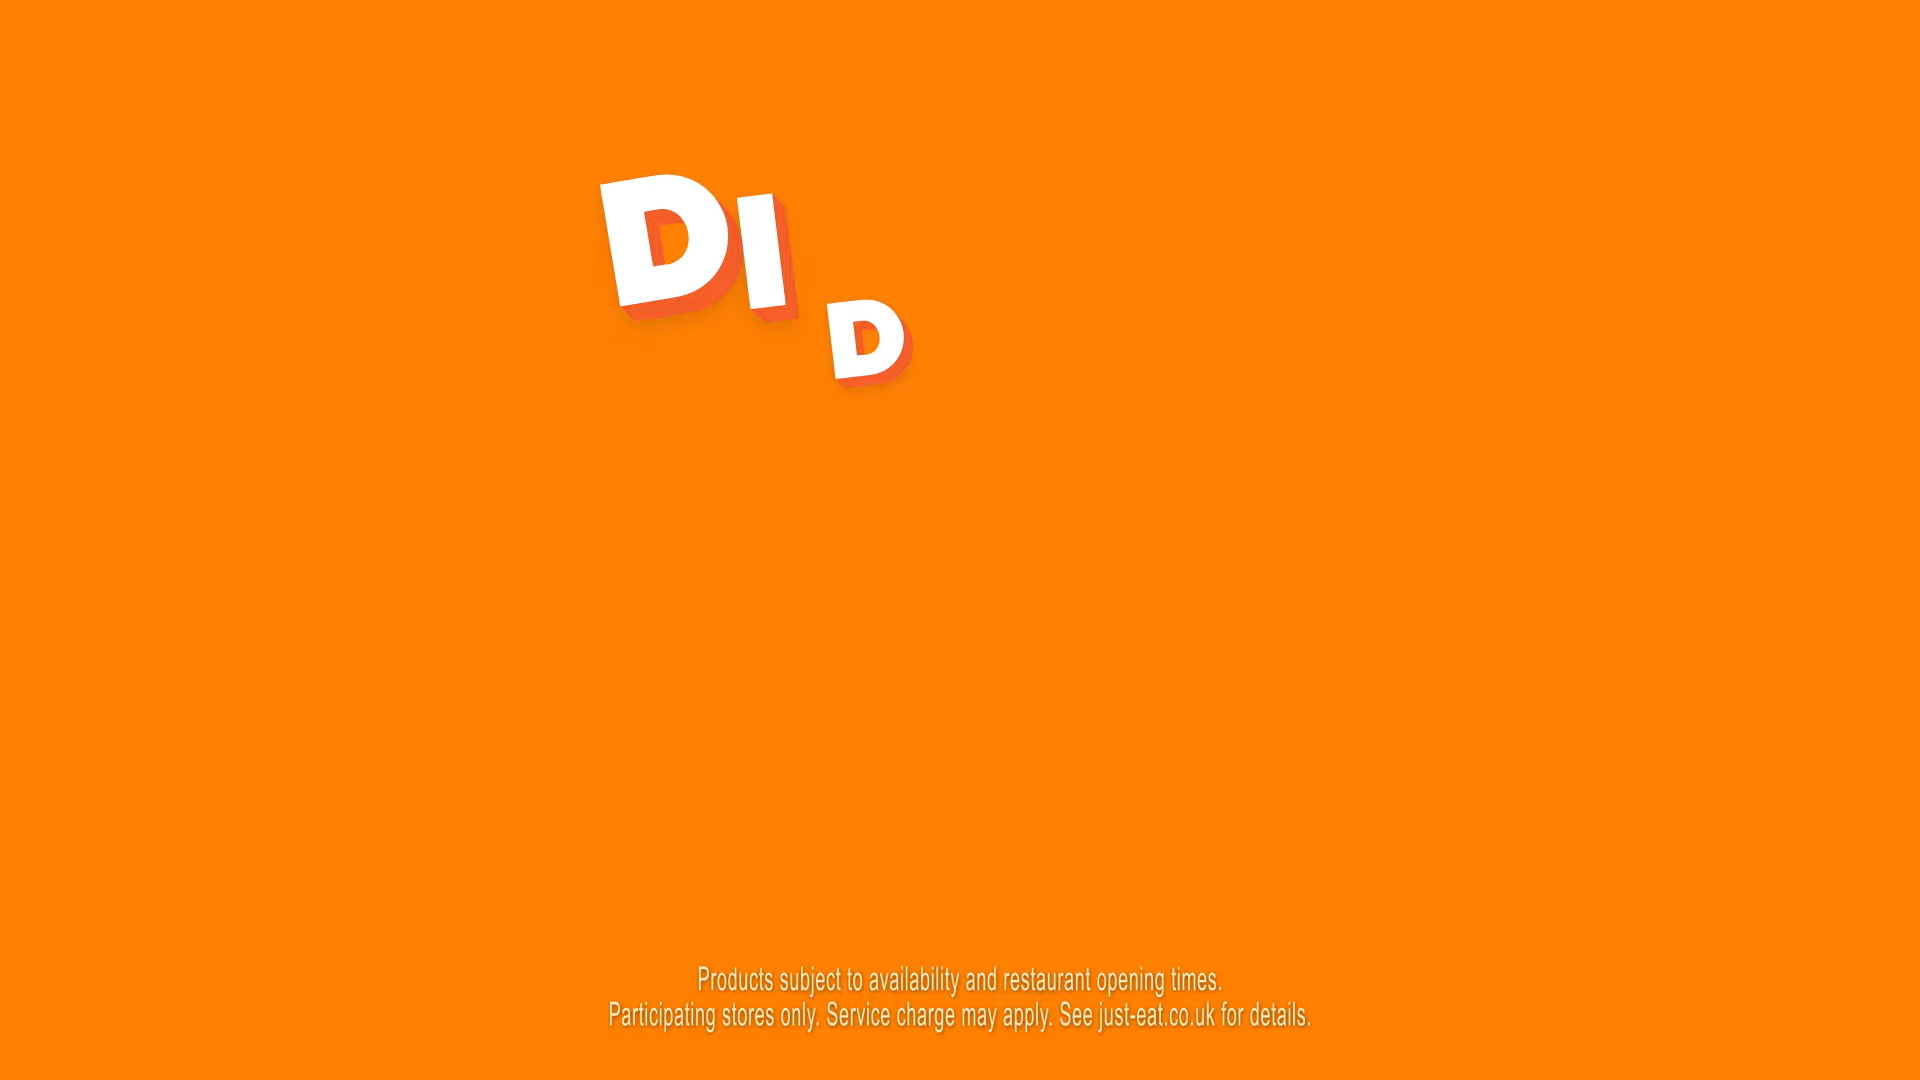 DID
Products subject to availability and restaurant opening times.
Participating stores only. Service charge may apply. See just-eat.co.uk for details.